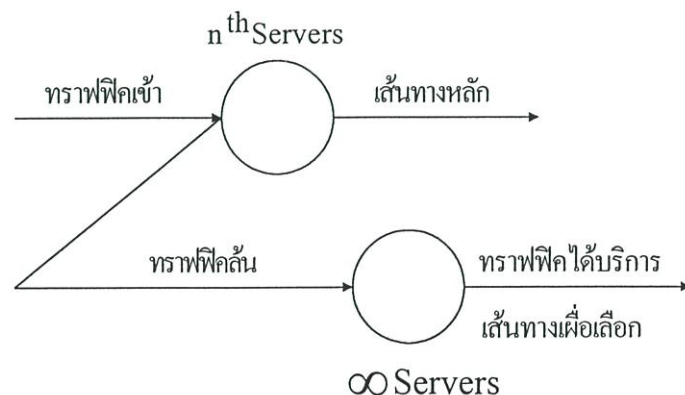 nth Servers
ทราฟฟิคเข้า
เส้นทางหลัก
ทราฟฟิคล้น
ทราฟฟิคได้บริการ
เส้นทางเผื่อเลือก
∞ Servers